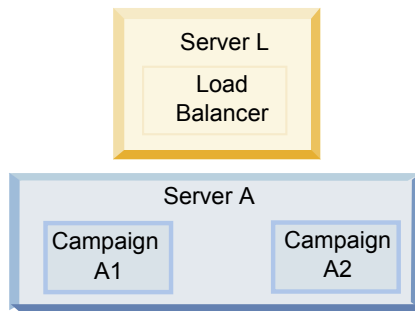 Server L
Load
Balancer
Server A
Campaign
A1
Campaign
A2